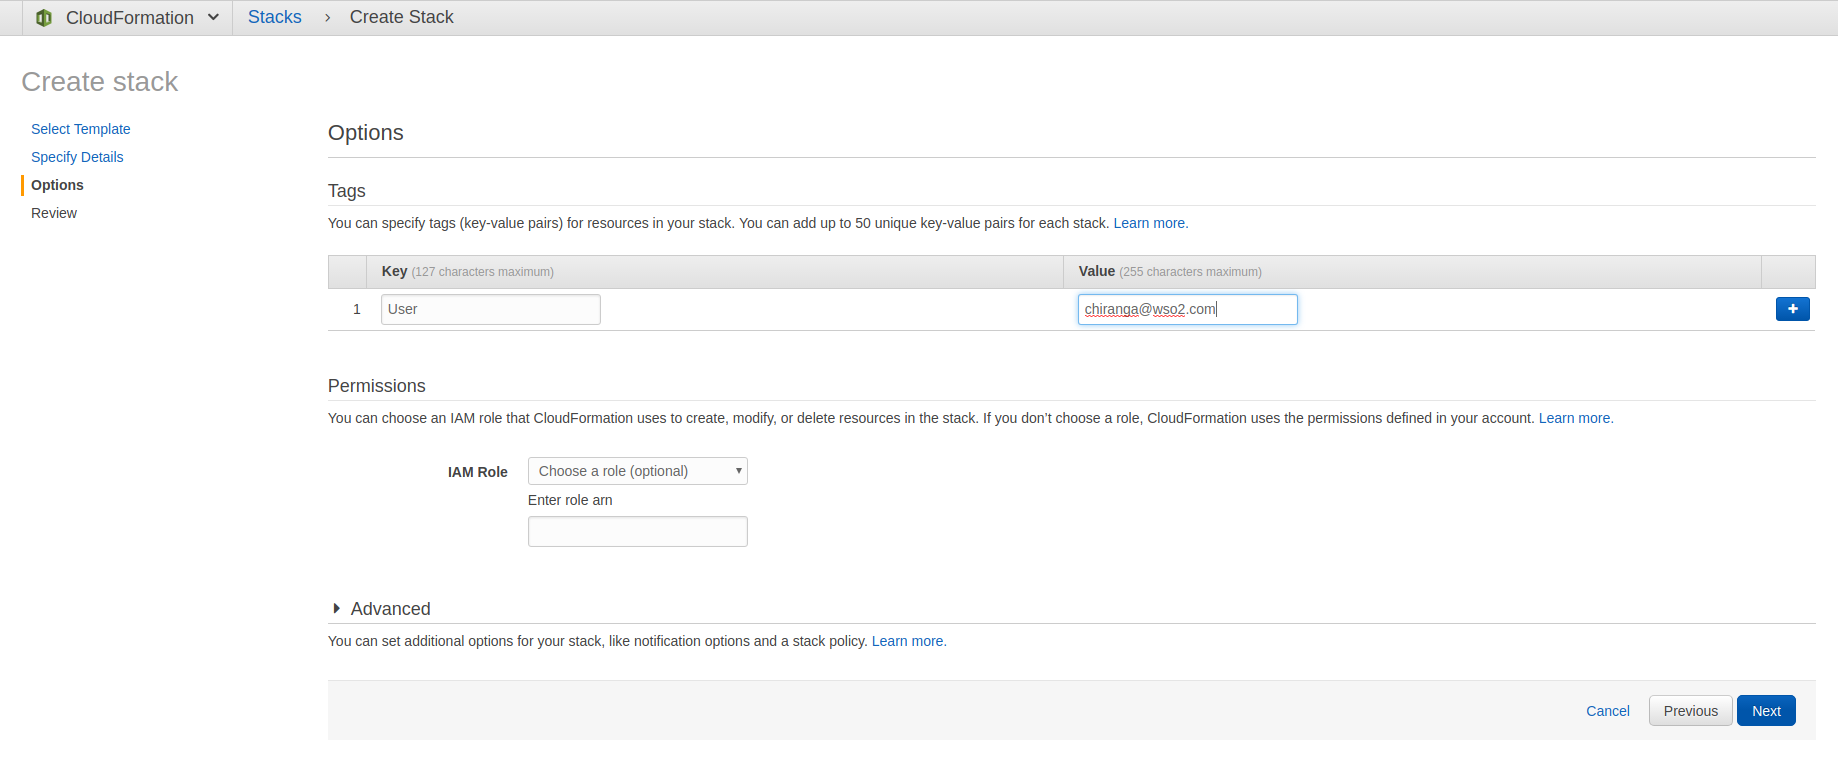 CloudFormation Stacks > Create Stack
Create stack
Select Template
Specify Details
Options
Review
Options
Tags
You can specify tags (key-value pairs) for resources in your stack. You can add up to 50 unique key-value pairs for each stack. Learn more.
Key (127 characters maximum) Value (255 characters maximum)
1 User chiranga@wso2.com
Permissions
You can choose an IAM role that CloudFormation uses to create, modify, or delete resources in the stack. If you don’t choose a role, CloudFormation uses the permissions defined in your account. Learn more.
IAM Role Choose a role (optional)
Enter role arn
Advanced
You can set additional options for your stack, like notification options and a stack policy. Learn more.
Cancel Previous Next